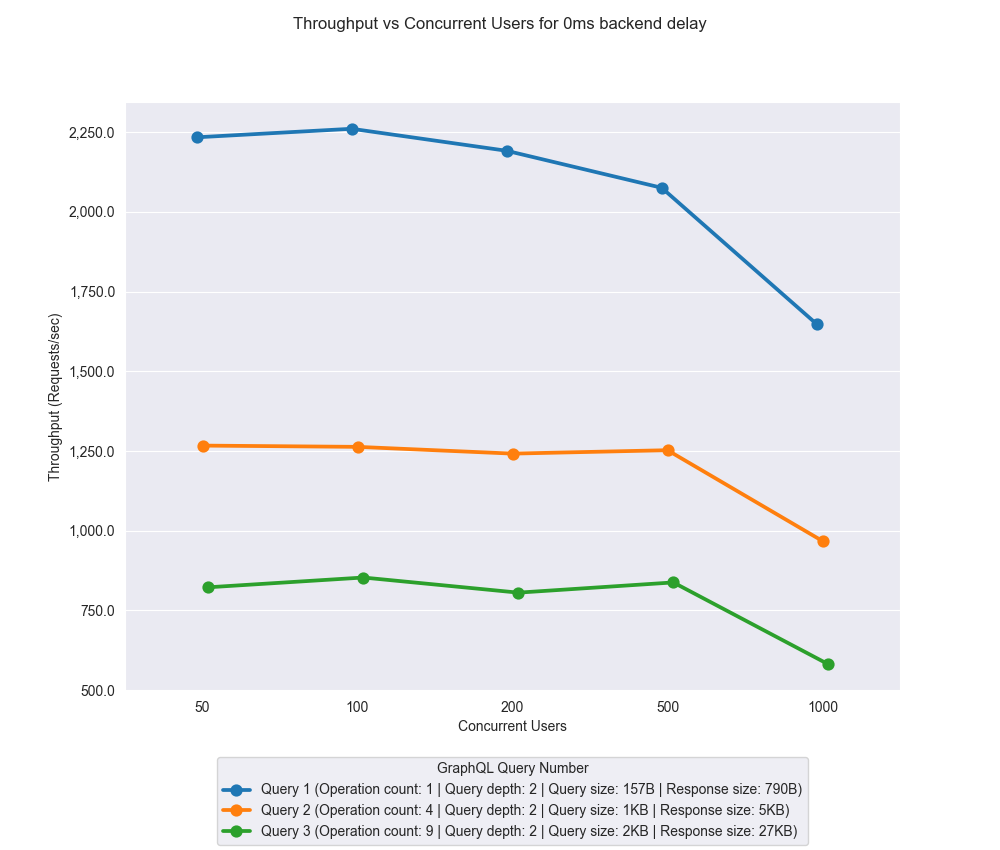 Throughput vs Concurrent Users for 0ms backend delay
2,250.0
2,000.0
1,750.0
1,500.0
1,250.0
1,000.0
750.0
500.0
Throughput (Requests/sec)
50 100 200 500 1000
Concurrent Users
GraphQL Query Number
Query 1 (Operation count: 1 | Query depth: 2 | Query size: 157B | Response size: 790B)
Query 2 (Operation count: 4 | Query depth: 2 | Query size: 1KB | Response size: 5KB)
Query 3 (Operation count: 9 | Query depth: 2 | Query size: 2KB | Response size: 27KB)